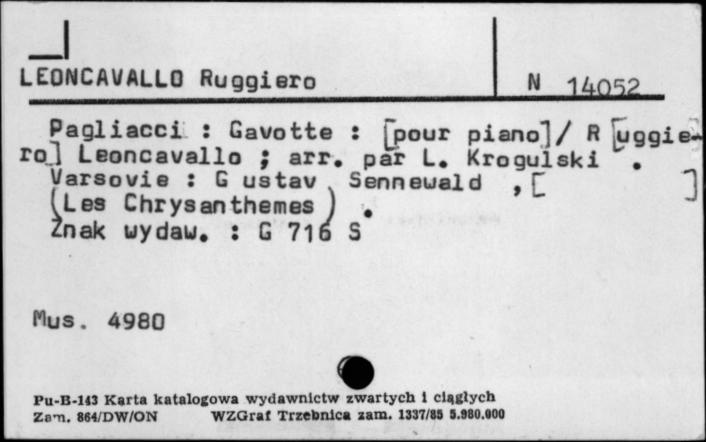 LEONCAVALLO Ruggiero N 14052
Pagliacci : Gavotte : [pour piano]/ R [uggie-
ro] Leoncavallo ; arr. par L. Krogulski .
Varsovie : G ustav Sennewald , [ ]
(Les Chrysanthemes ) .
Znak wydaw. : G 716 S
Mus. 4980
Pu-B-143 Karta katalogowa wydawnictw zwartych i ciągłych
Zam. 864/DW/ON WZGraf Trzebnica zam. 1337/85 5.980.000